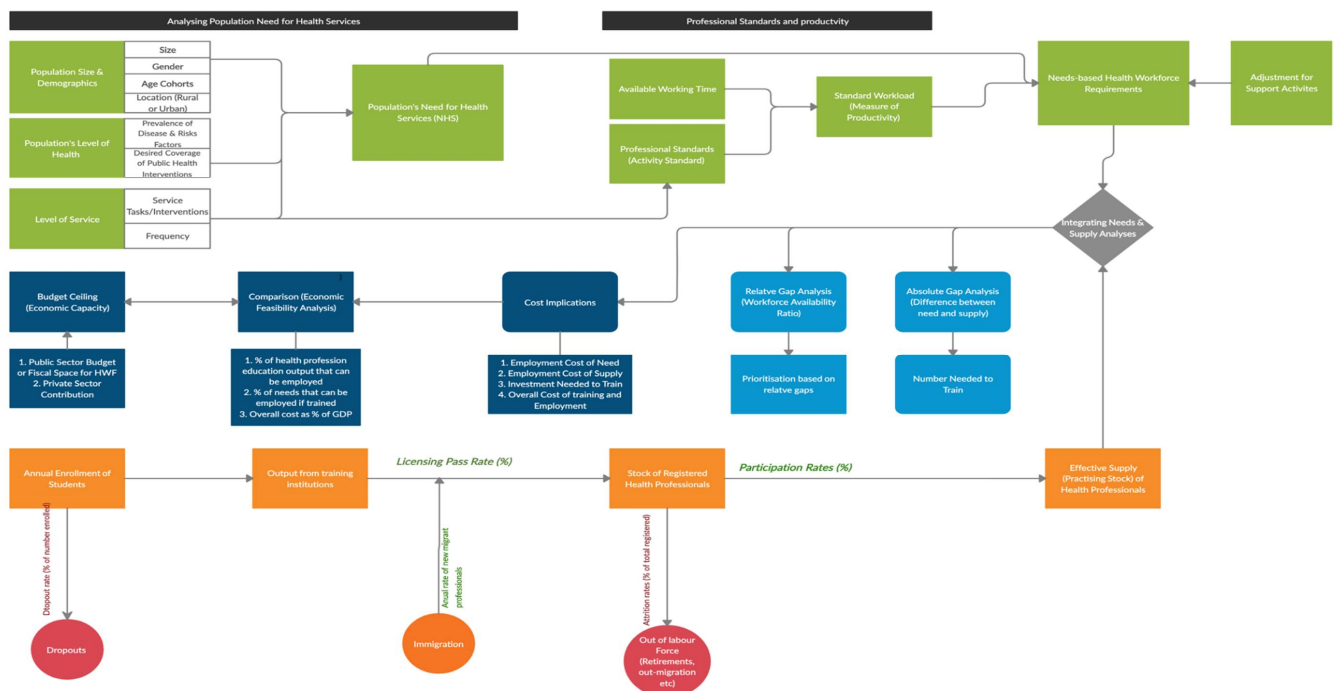 Analysing Population Need for Health Services
Professional Standards and productvity
Population Size &
Demographics
Size
Gender
Age Cohorts
Location (Rural
or Urban)
Population's Level of
Health
Prevalence of
Disease & Risks
Factors
Desired Coverage
of Public Health
Interventions
Level of Service
Service
Tasks/Interventions
Frequency
Population's Need for Health
Services (NHS)
Available Working Time
Professional Standards
(Activity Standard)
Standard Workload
(Measure of
Productivity)
Needs-based Health Workforce
Requirements
Adjustment for
Support Activites
Integrating Needs &
Supply Analyses
Budget Ceiling
(Economic Capacity)
Comparison (Economic
Feasibility Analysis)
Cost Implications
Relatve Gap Analysis
(Workforce Availability
Ratio)
Absolute Gap Analysis
(Difference between
need and supply)
1. Public Sector Budget
or Fiscal Space for HWF
2. Private Sector
Contribution
1. % of health profession
education output that can
be employed
2. % of needs that can be
employed if trained
3. Overall cost as % of GDP
1. Employment Cost of Need
2. Employment Cost of Supply
3. Investment Needed to Train
4. Overall Cost of training and
Employment
Prioritisation based on
relatve gaps
Number Needed to
Train
Annual Enrollment of
Students
Output from training
institutions
Licensing Pass Rate (%)
Stock of Registered
Health Professionals
Participation Rates (%)
Effective Supply
(Practising Stock) of
Health Professionals
Dtopout rate (% of number enrolled)
Anual rate of new migrant
professionals
Attrition rates (% of total registered)
Dropouts
Immigration
Out of labour
Force
(Retirements,
out-migration
etc)